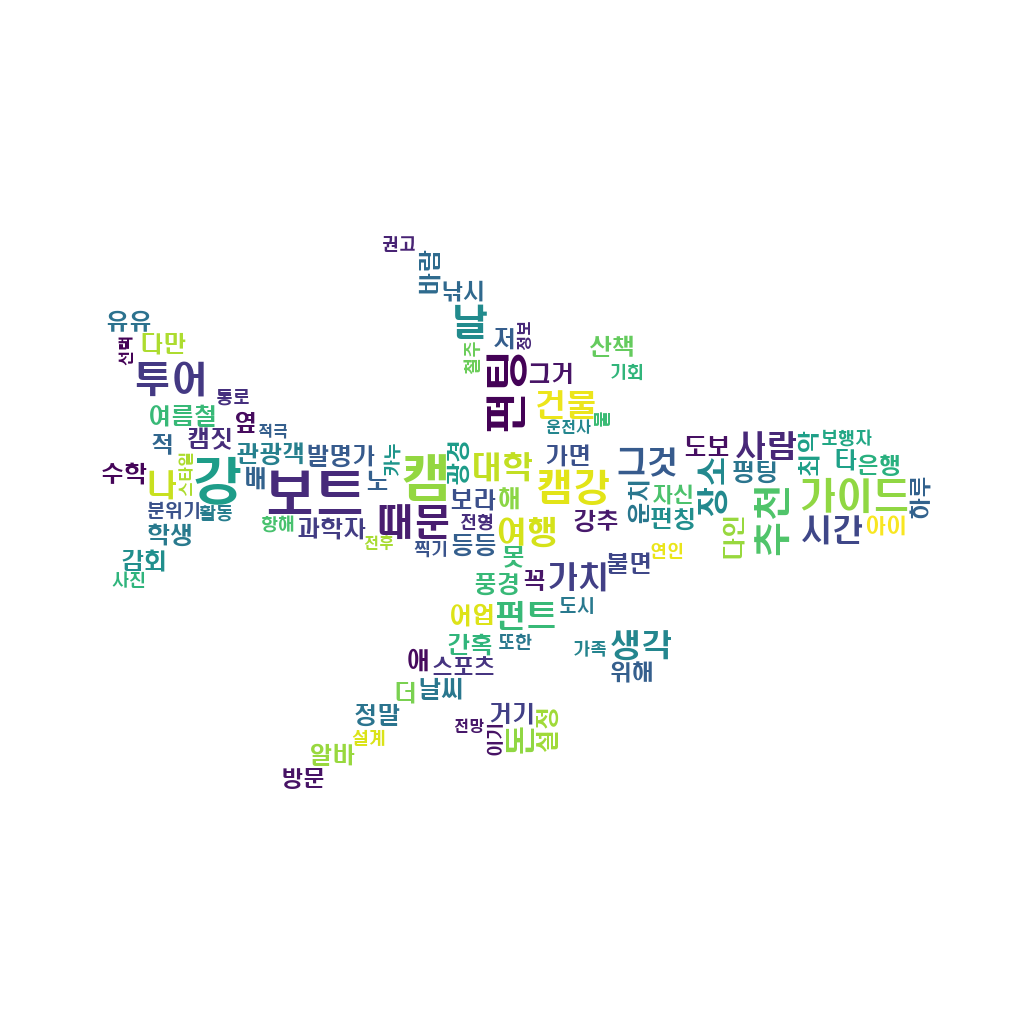 권고
바람
낚시
유유
날
정보
선택
다만
저
산책
철주
투어
펀팅
그거
기회
통로
건물
여름철
옆
물
적
캠짓
적극
운전사
관광객
발명가
카누
광경
대학
가면
그것
도보
사람
최악
보행자
수학
나
스타일
강
배
보트
노
캠
캠강
장소
펑팅
타
은행
보라
해
운치
자신
추천
가이드
하루
분위기
활동
항해
과학자
때문
전형
여행
강추
편칭
다인
시간
아이
학생
전후
찍기
등등
못
연인
감회
사진
풍경
꼭
가치
불면
어업
펀트
도시
간혹
또한
가족
생각
애
스포츠
위해
더
날씨
정말
거기
전망
돈
설정
설계
이기
알바
방문